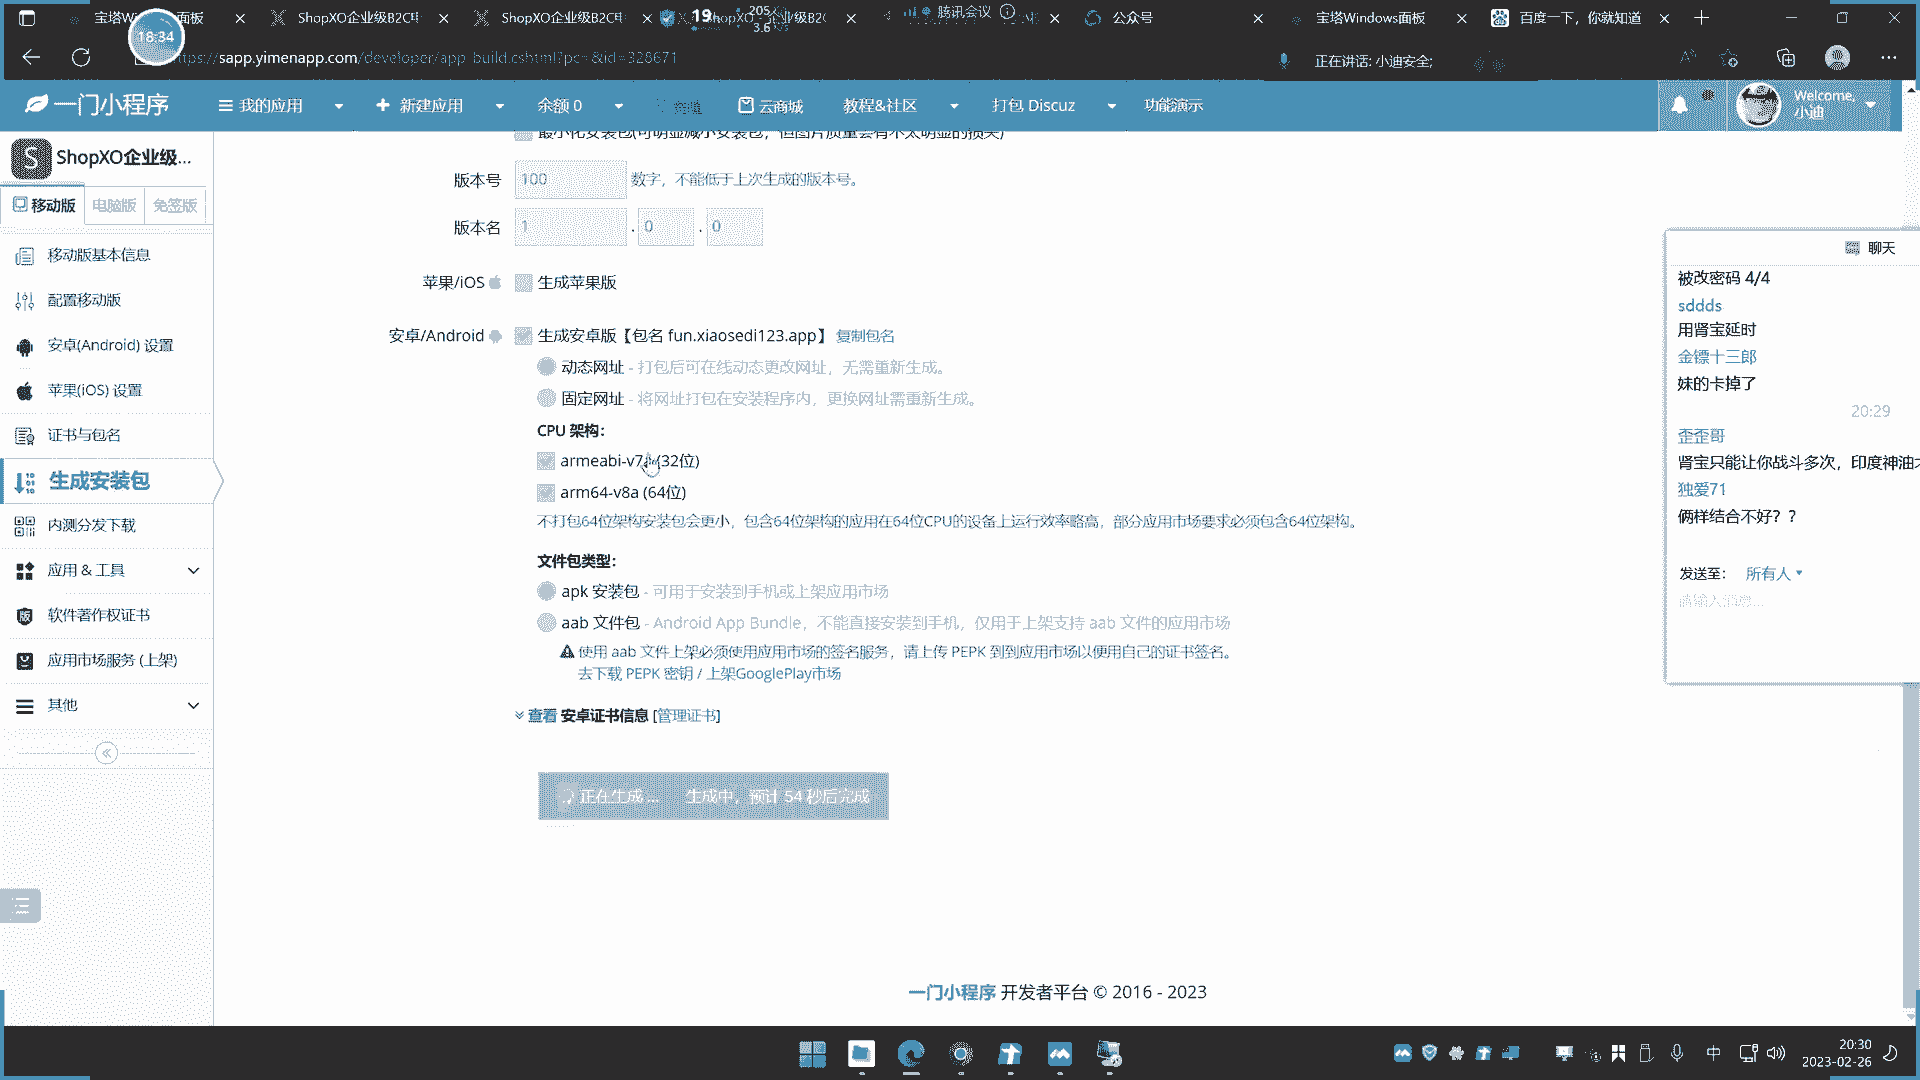 ShopXO企业级B2C
ShopXO企业级B2C
公众号
宝塔Windows面板
百度一下，你就知道
18:34
腾讯会议
sapp.yimenapp.com/developer/app_build.cshtml?pc=&id=328671
正在讲话: 小迪安全;
一门小程序
我的应用
新建应用
余额 0
云商城
教程&社区
打包 Discuz
功能演示
Welcome,
小迪
ShopXO企业级...
移动版
电脑版
免签版
移动版基本信息
配置移动版
安卓(Android) 设置
苹果(iOS) 设置
证书与包名
生成安装包
内测分发下载
应用 & 工具
软件著作权证书
应用市场服务 (上架)
其他
最小化安装包(可明显减小安装包，但图片质量会有不太明显的损失)
版本号 100 数字，不能低于上次生成的版本号。
版本名 1 . 0 . 0
苹果/iOS 生成苹果版
安卓/Android 生成安卓版【包名 fun.xiaosedi123.app】 复制包名
动态网址 - 打包后可在线动态更改网址，无需重新生成。
固定网址 - 将网址打包在安装程序内，更换网址需重新生成。
CPU 架构：
armeabi-v7a (32位)
arm64-v8a (64位)
不打包64位架构安装包会更小，包含64位架构的应用在64位CPU的设备上运行效率略高，部分应用市场要求必须包含64位架构。
文件包类型：
apk 安装包 - 可用于安装到手机或上架应用市场
aab 文件包 - Android App Bundle，不能直接安装到手机，仅用于上架支持 aab 文件的应用市场
使用 aab 文件上架必须使用应用市场的签名服务，请上传 PEPK 到到应用市场以便用自己的证书签名。
去下载 PEPK 密钥 / 上架GooglePlay市场
查看 安卓证书信息 [管理证书]
正在生成 ... 生成中，预计 54 秒后完成
一门小程序 开发者平台 © 2016 - 2023
聊天
被改密码 4/4
sddds
用肾宝延时
金镖十三郎
妹的卡掉了
20:29
歪歪哥
肾宝只能让你战斗多次，印度神油
独爱71
俩样结合不好？？
发送至： 所有人
请输入消息...
中
20:30
2023-02-26